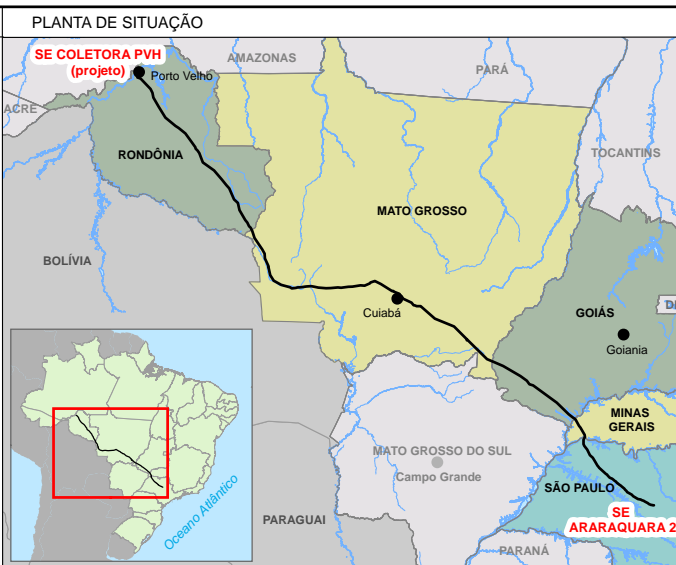 PLANTA DE SITUAÇÃO
SE COLETORA PVH
(projeto)
Porto Velho
AMAZONAS
PARÁ
ACRE
TOCANTINS
RONDÔNIA
MATO GROSSO
BOLÍVIA
Cuiabá
GOIÁS
Goiania
MINAS
GERAIS
MATO GROSSO DO SUL
Campo Grande
SÃO PAULO
SE
ARARAQUARA 2
PARAGUAI
PARANÁ
Oceano Atlântico